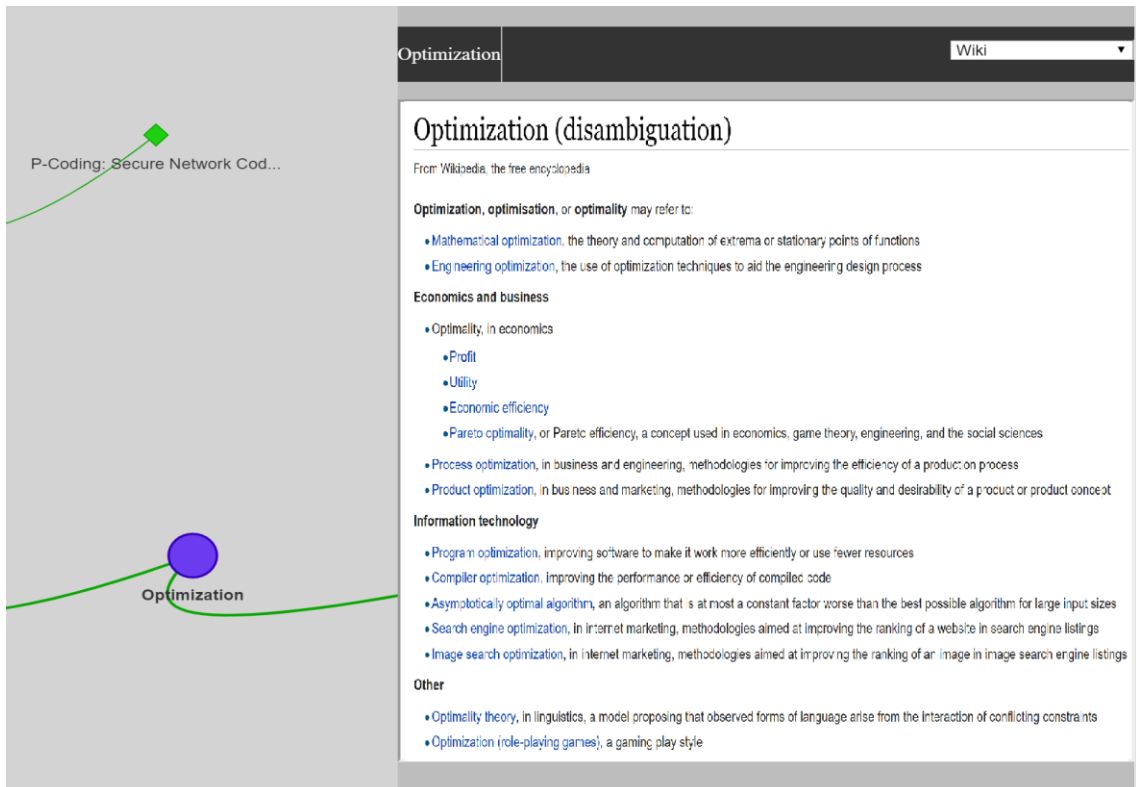 Optimization
Wiki
P-Coding: Secure Network Cod...
Optimization
Optimization (disambiguation)
From Wikipedia, the free encyclopedia
Optimization, optimisation, or optimality may refer to:
• Mathematical optimization, the theory and computation of extrema or stationary points of functions
• Engineering optimization, the use of optimization techniques to aid the engineering design process
Economics and business
• Optimality, in economics
• Profit
• Utility
• Economic efficiency
• Pareto optimality, or Pareto efficiency, a concept used in economics, game theory, engineering, and the social sciences
• Process optimization, in business and engineering, methodologies for improving the efficiency of a production process
• Product optimization, in business and marketing, methodologies for improving the quality and desirability of a product or product concept
Information technology
• Program optimization, improving software to make it work more efficiently or use fewer resources
• Compiler optimization, improving the performance or efficiency of compiled code
• Asymptotically optimal algorithm, an algorithm that is at most a constant factor worse than the best possible algorithm for large input sizes
• Search engine optimization, in internet marketing, methodologies aimed at improving the ranking of a website in search engine listings
• Image search optimization, in internet marketing, methodologies aimed at improving the ranking of an image in image search engine listings
Other
• Optimality theory, in linguistics, a model proposing that observed forms of language arise from the interaction of conflicting constraints
• Optimization (role-playing games), a gaming play style